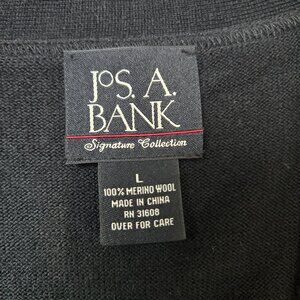 JOS. A.
BANK
Signature Collection
L
100% MERINO WOOL
MADE IN CHINA
RN 31608
OVER FOR CARE